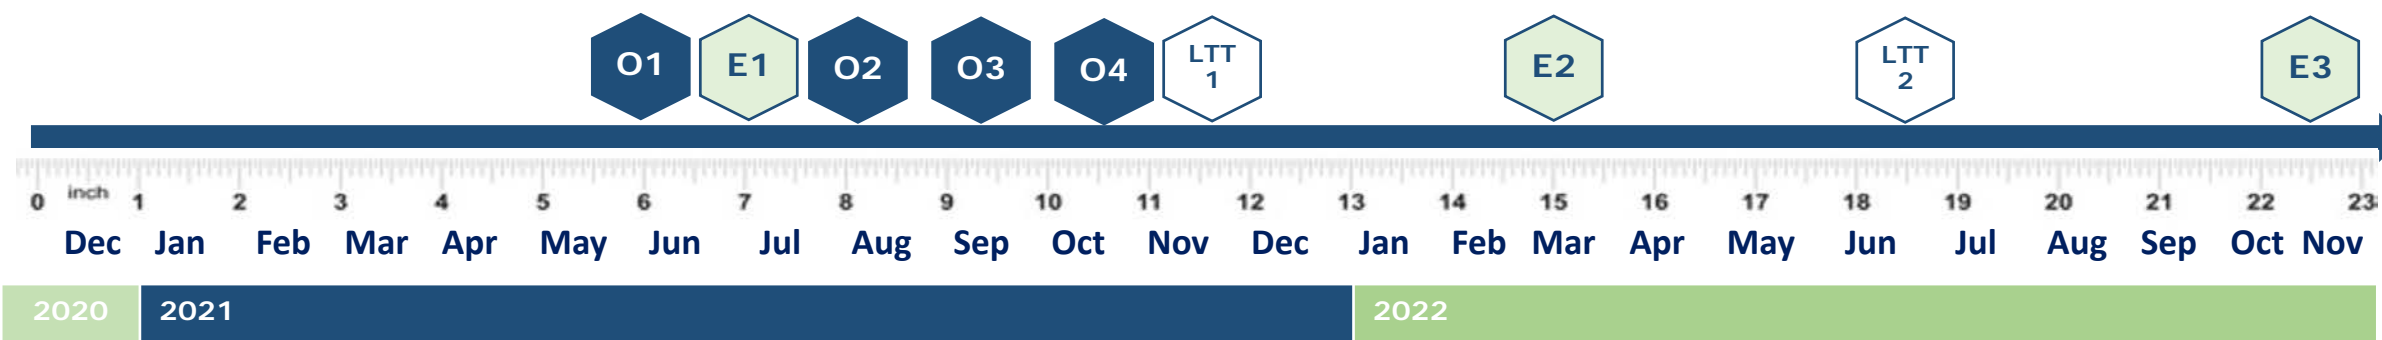 O1 E1 O2 O3 O4 LTT 1 E2 LTT 2 E3
0 inch 1 2 3 4 5 6 7 8 9 10 11 12 13 14 15 16 17 18 19 20 21 22 23
Dec Jan Feb Mar Apr May Jun Jul Aug Sep Oct Nov Dec Jan Feb Mar Apr May Jun Jul Aug Sep Oct Nov
2020 2021 2022